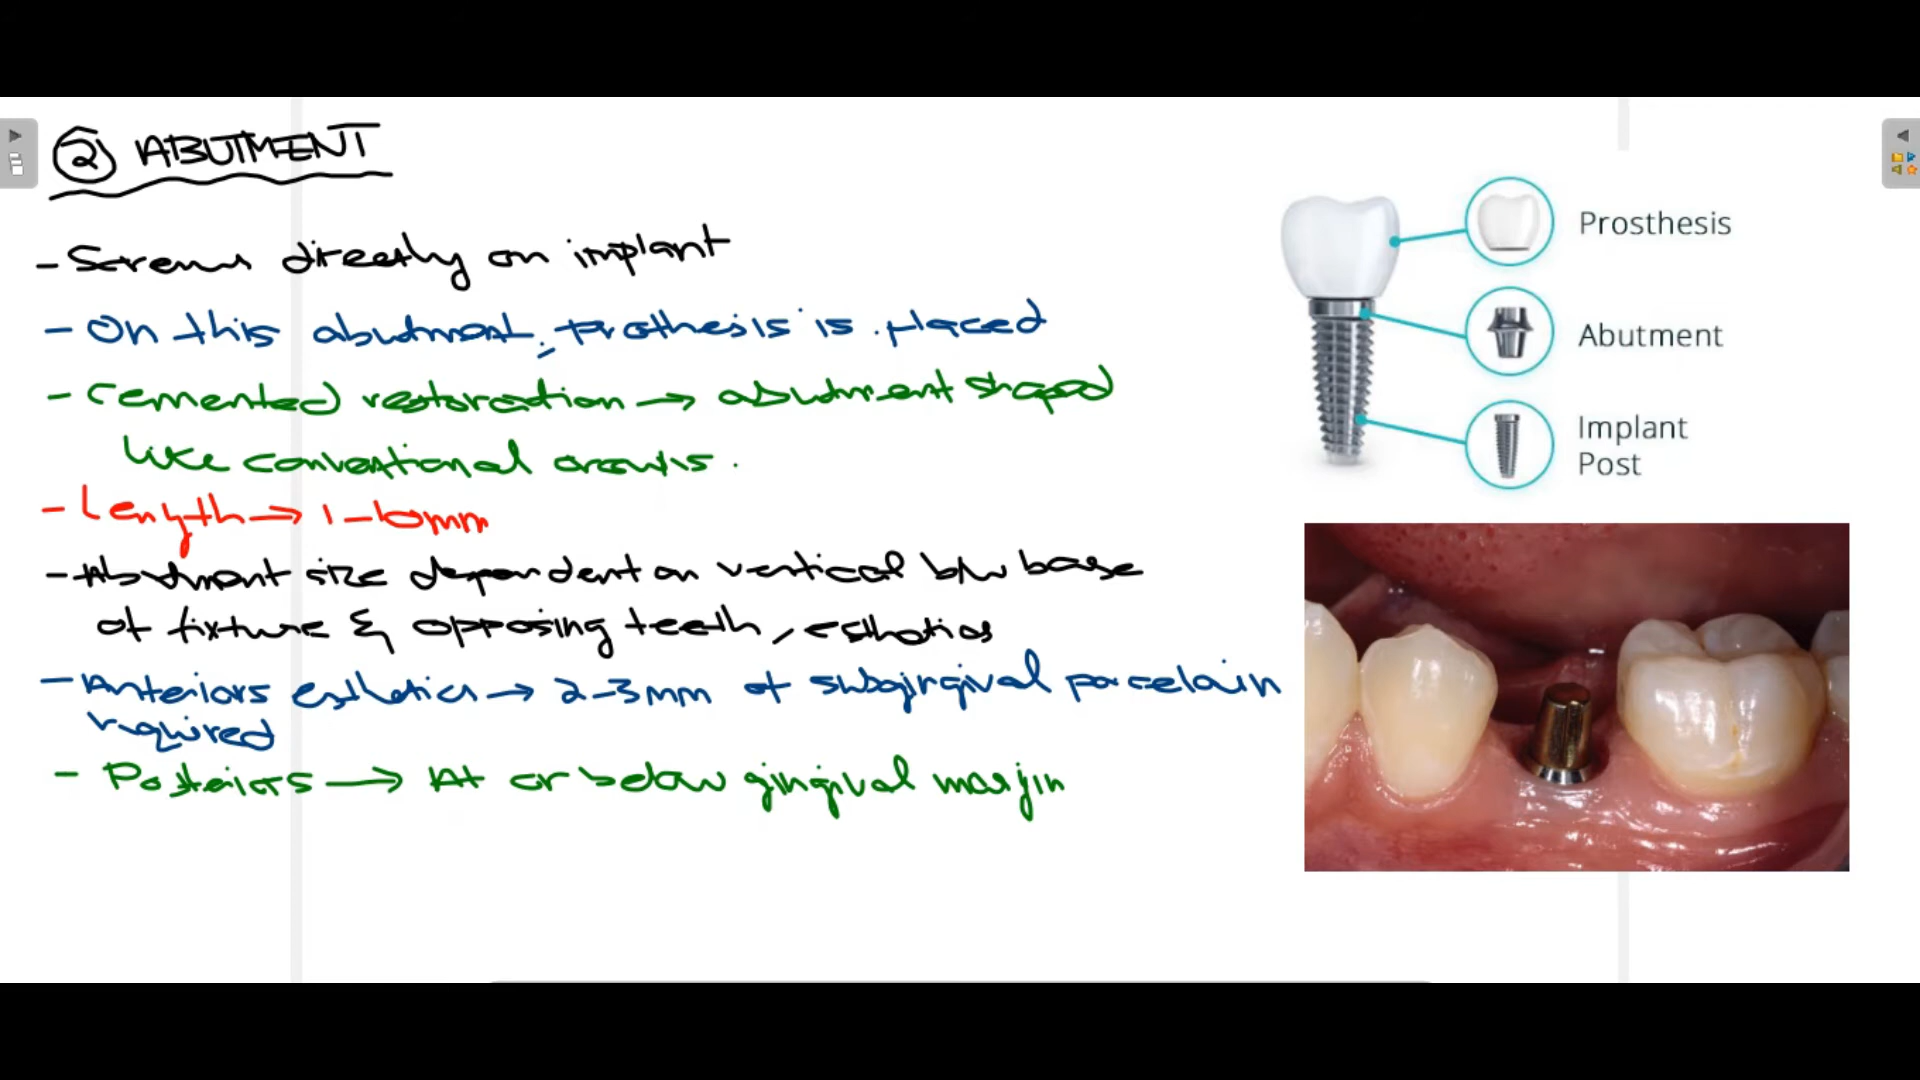 ② ABUTMENT
- Screws directly on implant
- On this abutment, prosthesis is placed
- Cemented restoration → abutment shaped
like conventional crowns.
- Length → 1-10mm
- Abutment size dependent on vertical b/w base
of fixture & opposing teeth, esthetics
- Anteriors esthetics → 2-3mm of subgingival porcelain
required
- Posteriors → At or below gingival margin
Prosthesis
Abutment
Implant
Post